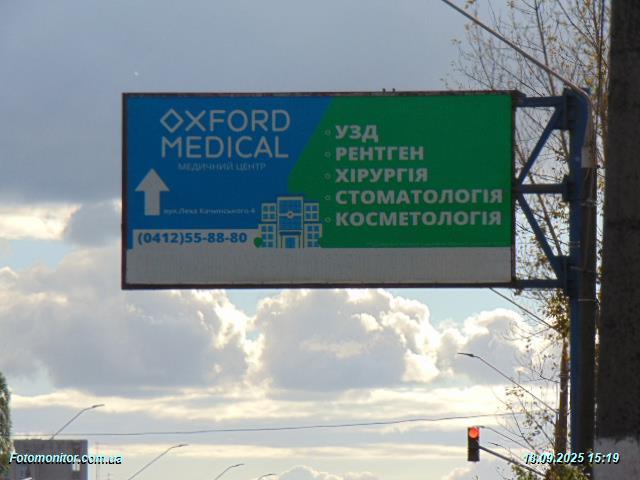 OXFORD
MEDICAL
МЕДИЧНИЙ ЦЕНТР
вул.Леха Качинського 4
(0412)55-88-80
УЗД
РЕНТГЕН
ХІРУРГІЯ
СТОМАТОЛОГІЯ
КОСМЕТОЛОГІЯ
Fotomonitor.com.ua
18.09.2025 15:19